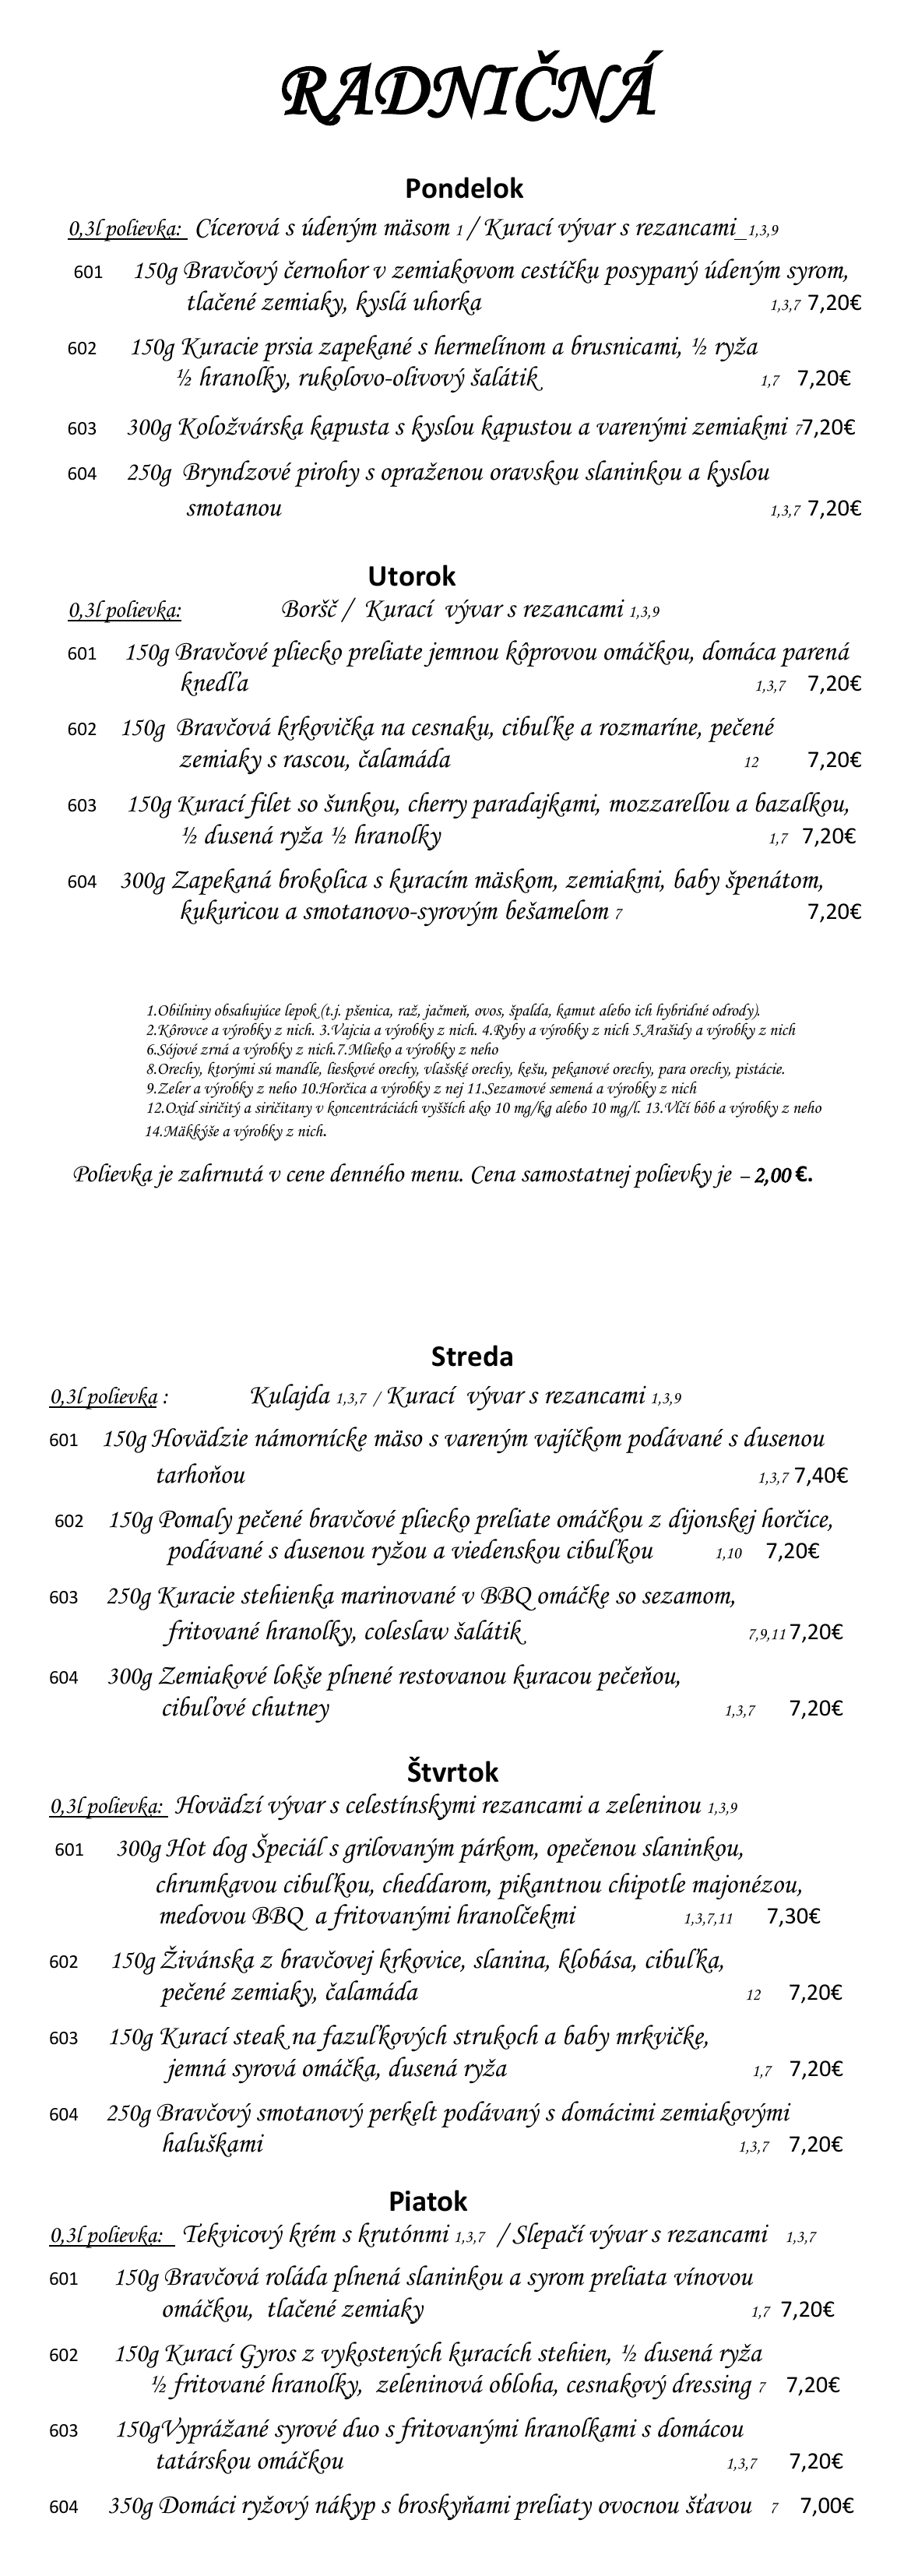 RADNIČNÁ
Pondelok
0,3l polievka: Cícerová s údeným mäsom 1 / Kurací vývar s rezancami_1,3,9
601 150g Bravčový černohor v zemiakovom cestíčku posypaný údeným syrom,
tlačené zemiaky, kyslá uhorka 1,3,7 7,20€
602 150g Kuracie prsia zapekané s hermelínom a brusnicami, ½ ryža
½ hranolky, rukolovo-olivový šalátik 1,7 7,20€
603 300g Koložvárska kapusta s kyslou kapustou a varenými zemiakmi 7 7,20€
604 250g Bryndzové pirohy s opraženou oravskou slaninkou a kyslou
smotanou 1,3,7 7,20€
Utorok
0,3l polievka: Boršč / Kurací vývar s rezancami 1,3,9
601 150g Bravčové pliecko preliate jemnou kôprovou omáčkou, domáca parená
knedľa 1,3,7 7,20€
602 150g Bravčová krkovička na cesnaku, cibuľke a rozmaríne, pečené
zemiaky s rascou, čalamáda 12 7,20€
603 150g Kurací filet so šunkou, cherry paradajkami, mozzarellou a bazalkou,
½ dusená ryža ½ hranolky 1,7 7,20€
604 300g Zapekaná brokolica s kuracím mäskom, zemiakmi, baby špenátom,
kukuricou a smotanovo-syrovým bešamelom 7 7,20€
1.Obilniny obsahujúce lepok (t.j. pšenica, raž, jačmeň, ovos, špalda, kamut alebo ich hybridné odrody).
2.Kôrovce a výrobky z nich. 3.Vajcia a výrobky z nich. 4.Ryby a výrobky z nich 5.Arašidy a výrobky z nich
6.Sójové zrná a výrobky z nich.7.Mlieko a výrobky z neho
8.Orechy, ktorými sú mandle, lieskové orechy, vlašské orechy, kešu, pekanové orechy, para orechy, pistácie.
9.Zeler a výrobky z neho 10.Horčica a výrobky z nej 11.Sezamové semená a výrobky z nich
12.Oxid siričitý a siričitany v koncentráciách vyšších ako 10 mg/kg alebo 10 mg/l. 13.Vlčí bôb a výrobky z neho
14.Mäkkýše a výrobky z nich.
Polievka je zahrnutá v cene denného menu. Cena samostatnej polievky je – 2,00 €.
Streda
0,3l polievka : Kulajda 1,3,7 / Kurací vývar s rezancami 1,3,9
601 150g Hovädzie námornícke mäso s vareným vajíčkom podávané s dusenou
tarhoňou 1,3,7 7,40€
602 150g Pomaly pečené bravčové pliecko preliate omáčkou z dijonskej horčice,
podávané s dusenou ryžou a viedenskou cibuľkou 1,10 7,20€
603 250g Kuracie stehienka marinované v BBQ omáčke so sezamom,
fritované hranolky, coleslaw šalátik 7,9,11 7,20€
604 300g Zemiakové lokše plnené restovanou kuracou pečeňou,
cibuľové chutney 1,3,7 7,20€
Štvrtok
0,3l polievka: Hovädzí vývar s celestínskymi rezancami a zeleninou 1,3,9
601 300g Hot dog Špeciál s grilovaným párkom, opečenou slaninkou,
chrumkavou cibuľkou, cheddarom, pikantnou chipotle majonézou,
medovou BBQ a fritovanými hranolčekmi 1,3,7,11 7,30€
602 150g Živánska z bravčovej krkovice, slanina, klobása, cibuľka,
pečené zemiaky, čalamáda 12 7,20€
603 150g Kurací steak na fazuľkových strukoch a baby mrkvičke,
jemná syrová omáčka, dusená ryža 1,7 7,20€
604 250g Bravčový smotanový perkelt podávaný s domácimi zemiakovými
haluškami 1,3,7 7,20€
Piatok
0,3l polievka: Tekvicový krém s krutónmi 1,3,7 / Slepačí vývar s rezancami 1,3,7
601 150g Bravčová roláda plnená slaninkou a syrom preliata vínovou
omáčkou, tlačené zemiaky 1,7 7,20€
602 150g Kurací Gyros z vykostených kuracích stehien, ½ dusená ryža
½ fritované hranolky, zeleninová obloha, cesnakový dressing 7 7,20€
603 150gVyprážané syrové duo s fritovanými hranolkami s domácou
tatárskou omáčkou 1,3,7 7,20€
604 350g Domáci ryžový nákyp s broskyňami preliaty ovocnou šťavou 7 7,00€